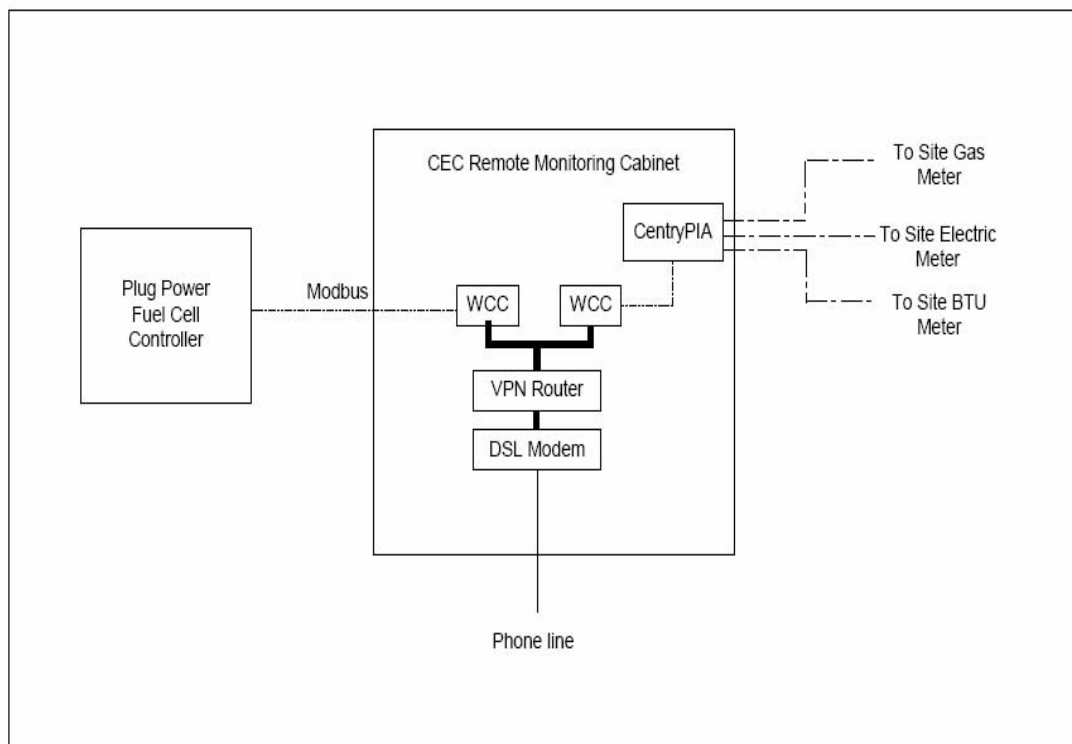 CEC Remote Monitoring Cabinet
To Site Gas
Meter
CentryPIA
To Site Electric
Meter
Plug Power
Fuel Cell
Controller
Modbus
WCC
WCC
To Site BTU
Meter
VPN Router
DSL Modem
Phone line